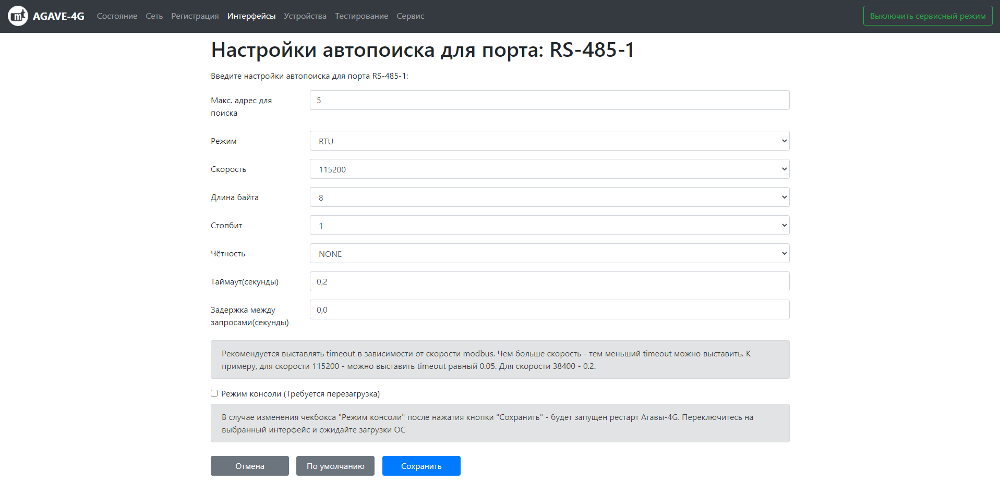 mt AGAVE-4G Состояние Сеть Регистрация Интерфейсы Устройства Тестирование Сервис Выключить сервисный режим
Настройки автопоиска для порта: RS-485-1
Введите настройки автопоиска для порта RS-485-1:
Макс. адрес для
поиска
5
Режим
RTU
Скорость
115200
Длина байта
8
Стопбит
1
Чётность
NONE
Таймаут(секунды)
0,2
Задержка между
запросами(секунды)
0,0
Рекомендуется выставлять timeout в зависимости от скорости modbus. Чем больше скорость - тем меньший timeout можно выставить. К
примеру, для скорости 115200 - можно выставить timeout равный 0.05. Для скорости 38400 - 0.2.
Режим консоли (Требуется перезагрузка)
В случае изменения чекбокса "Режим консоли" после нажатия кнопки "Сохранить" - будет запущен рестарт Агавы-4G. Переключитесь на
выбранный интерфейс и ожидайте загрузки ОС
Отмена По умолчанию Сохранить